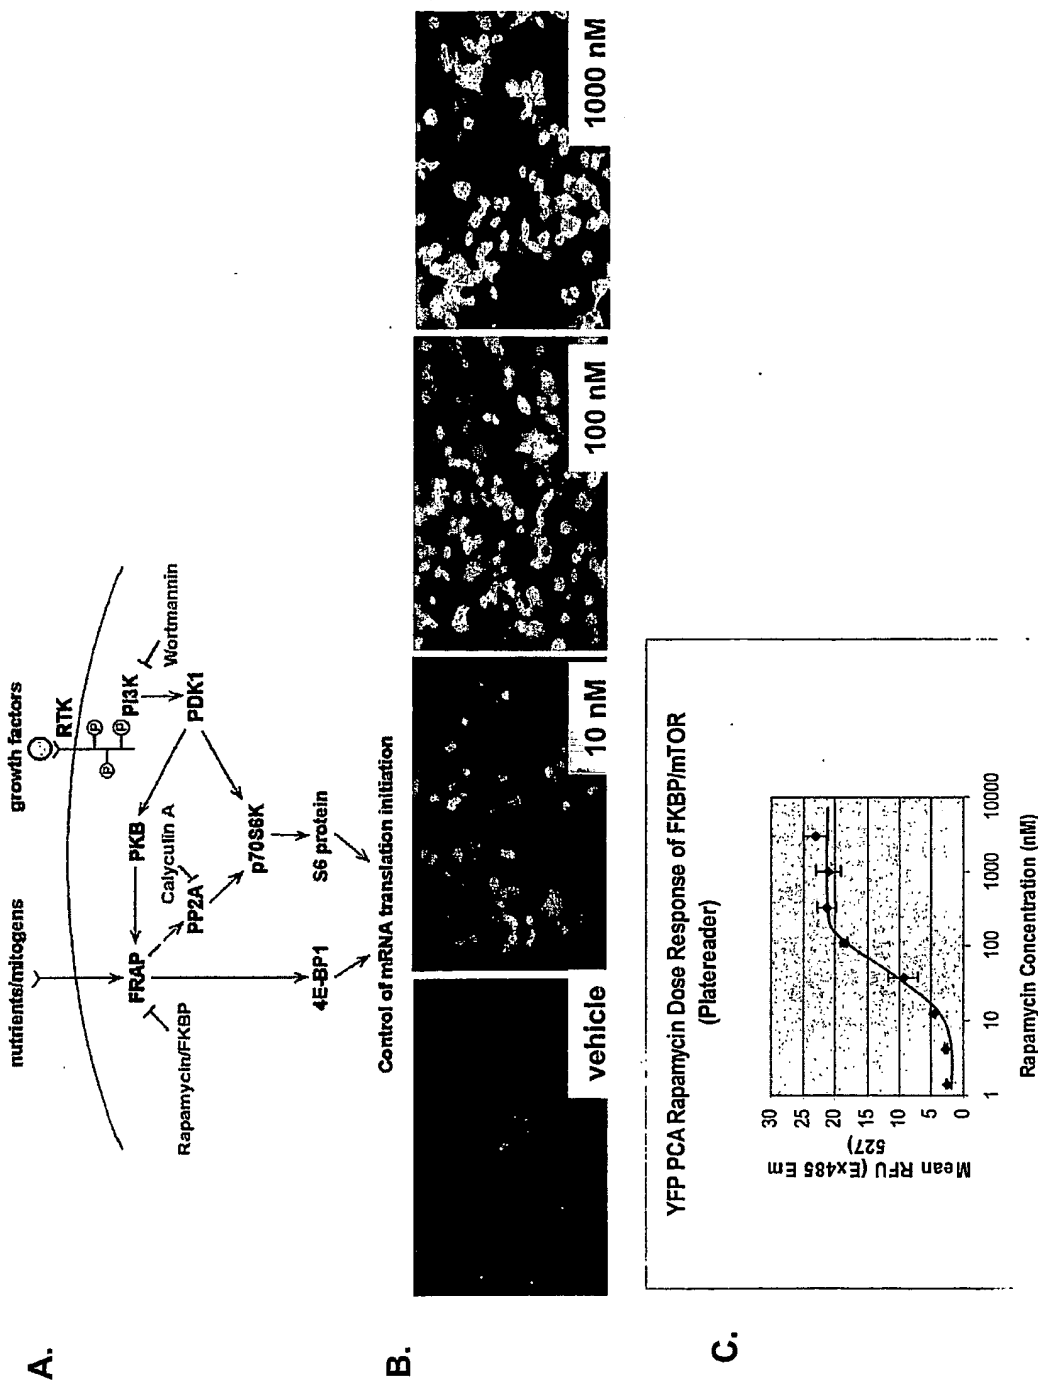 A.
nutrients/mitogens
growth factors
RTK
P
P
P
PI3K
Wortmannin
PDK1
PKB
Calyculin A
FRAP
PP2A
Rapamycin/FKBP
p70S6K
4E-BP1
S6 protein
Control of mRNA translation initiation
B.
vehicle
10 nM
100 nM
1000 nM
C.
YFP PCA Rapamycin Dose Response of FKBP/mTOR
(Platereader)
Mean RFU (Ex485 Em
527)
30
25
20
15
10
5
0
1
10
100
1000
10000
Rapamycin Concentration (nM)